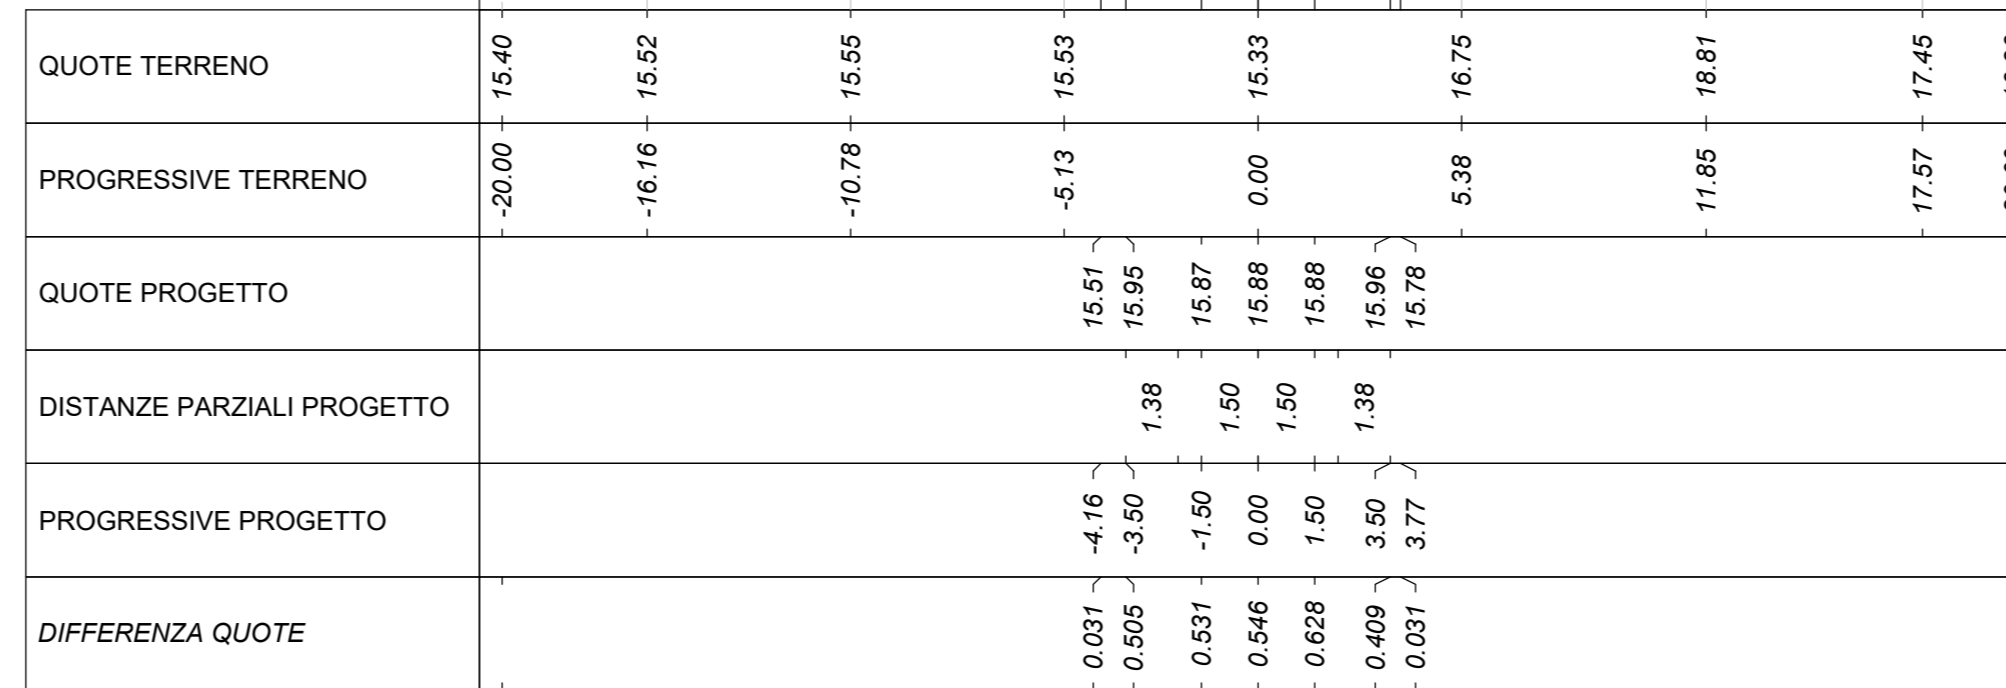 QUOTE TERRENO 15.40 15.52 15.55 15.53 15.33 16.75 18.81 17.45
PROGRESSIVE TERRENO -20.00 -16.16 -10.78 -5.13 0.00 5.38 11.85 17.57
QUOTE PROGETTO 15.51 15.95 15.87 15.88 15.88 15.96 15.78
DISTANZE PARZIALI PROGETTO 1.38 1.50 1.50 1.38
PROGRESSIVE PROGETTO -4.16 -3.50 -1.50 0.00 1.50 3.50 3.77
DIFFERENZA QUOTE 0.031 0.505 0.531 0.546 0.628 0.409 0.031